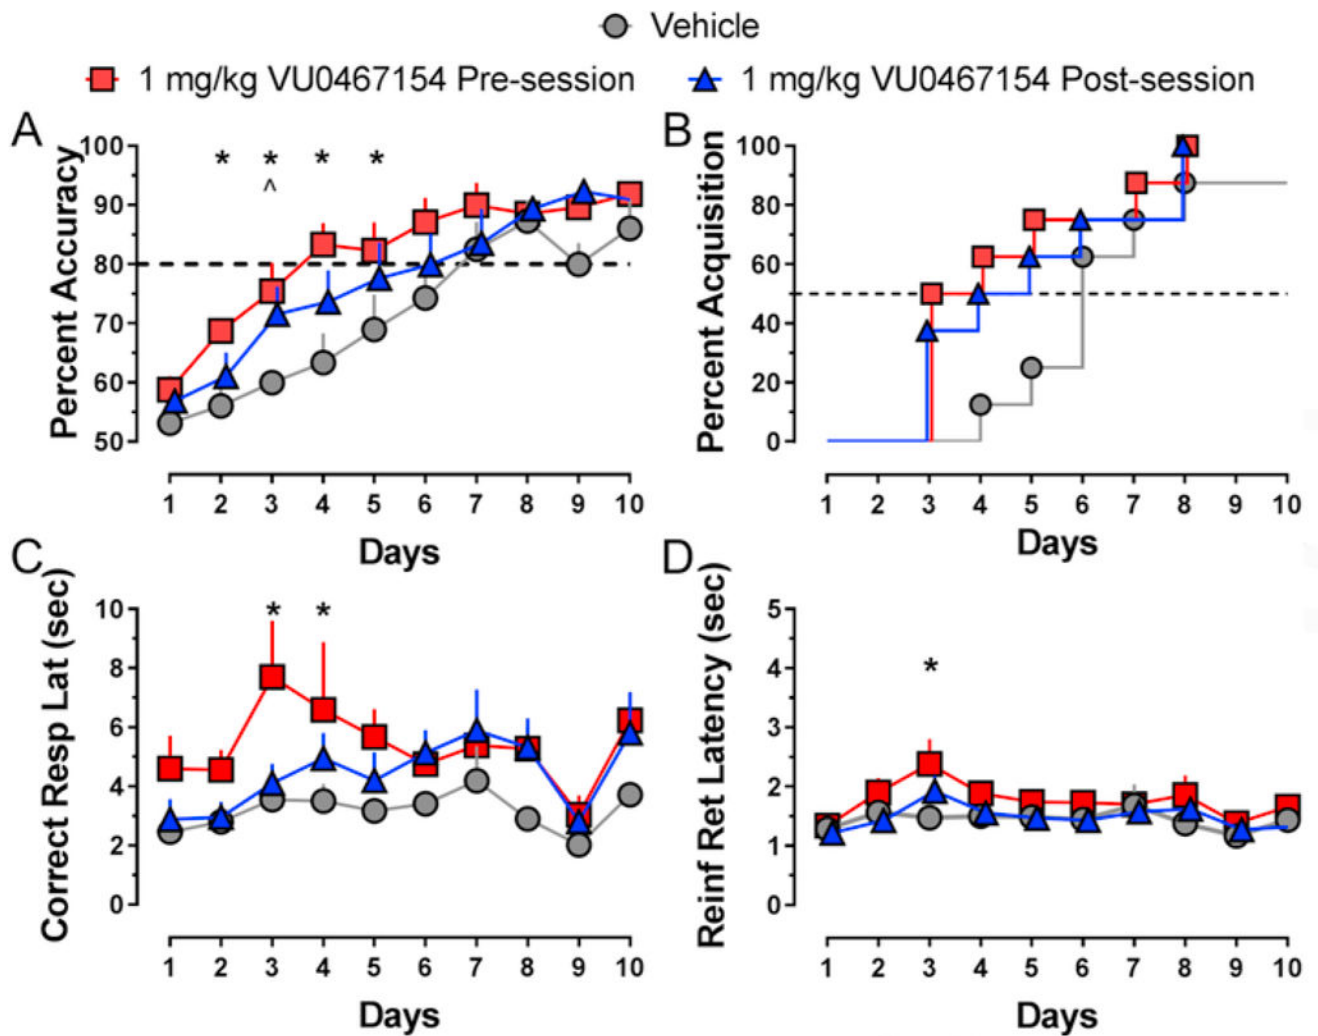 Vehicle
1 mg/kg VU0467154 Pre-session
1 mg/kg VU0467154 Post-session
A
Percent Accuracy
100
90
80
70
60
50
* * * *
^
1 2 3 4 5 6 7 8 9 10
Days
B
Percent Acquisition
100
80
60
40
20
0
1 2 3 4 5 6 7 8 9 10
Days
C
Correct Resp Lat (sec)
10
8
6
4
2
0
* *
1 2 3 4 5 6 7 8 9 10
Days
D
Reinf Ret Latency (sec)
5
4
3
2
1
0
*
1 2 3 4 5 6 7 8 9 10
Days